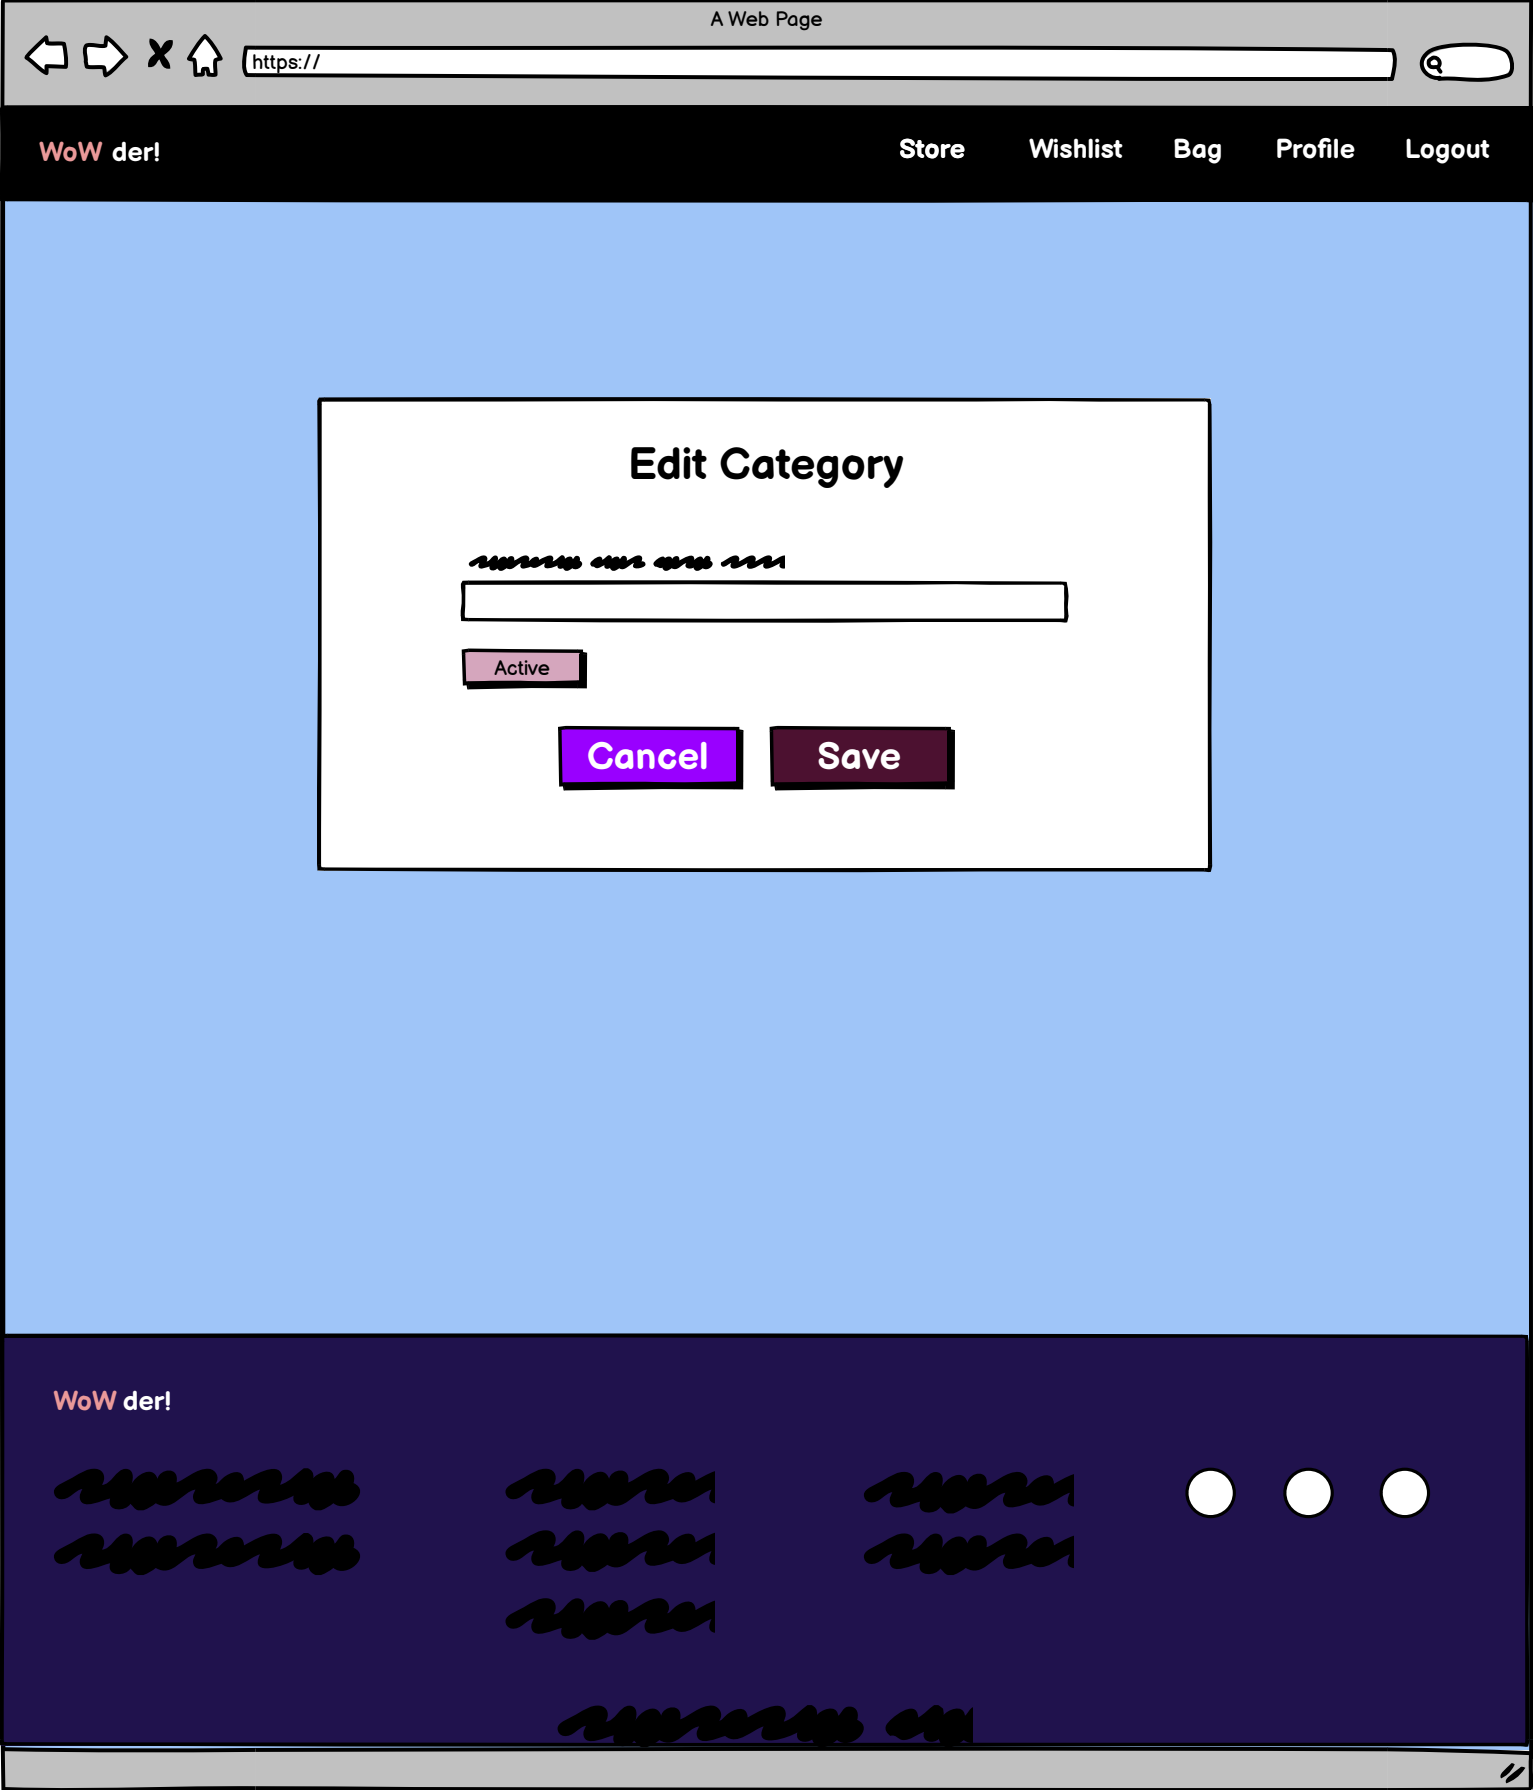 A Web Page
https://
WoW der!
Store Wishlist Bag Profile Logout
Edit Category
Active
Cancel Save
WoW der!